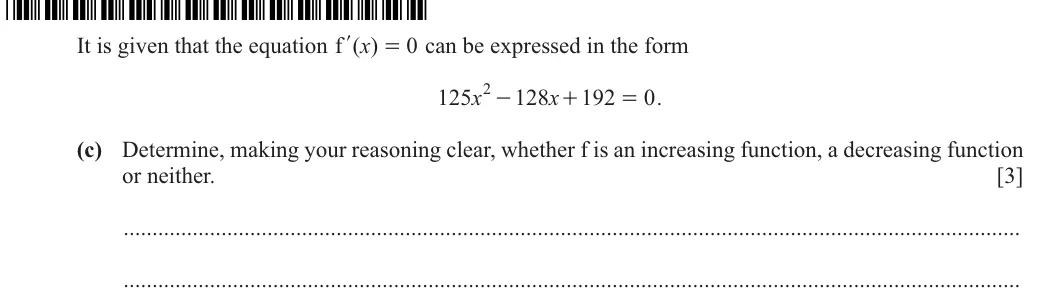 It is given that the equation f′(x) = 0 can be expressed in the form
125x² − 128x + 192 = 0.
(c) Determine, making your reasoning clear, whether f is an increasing function, a decreasing function
or neither. [3]